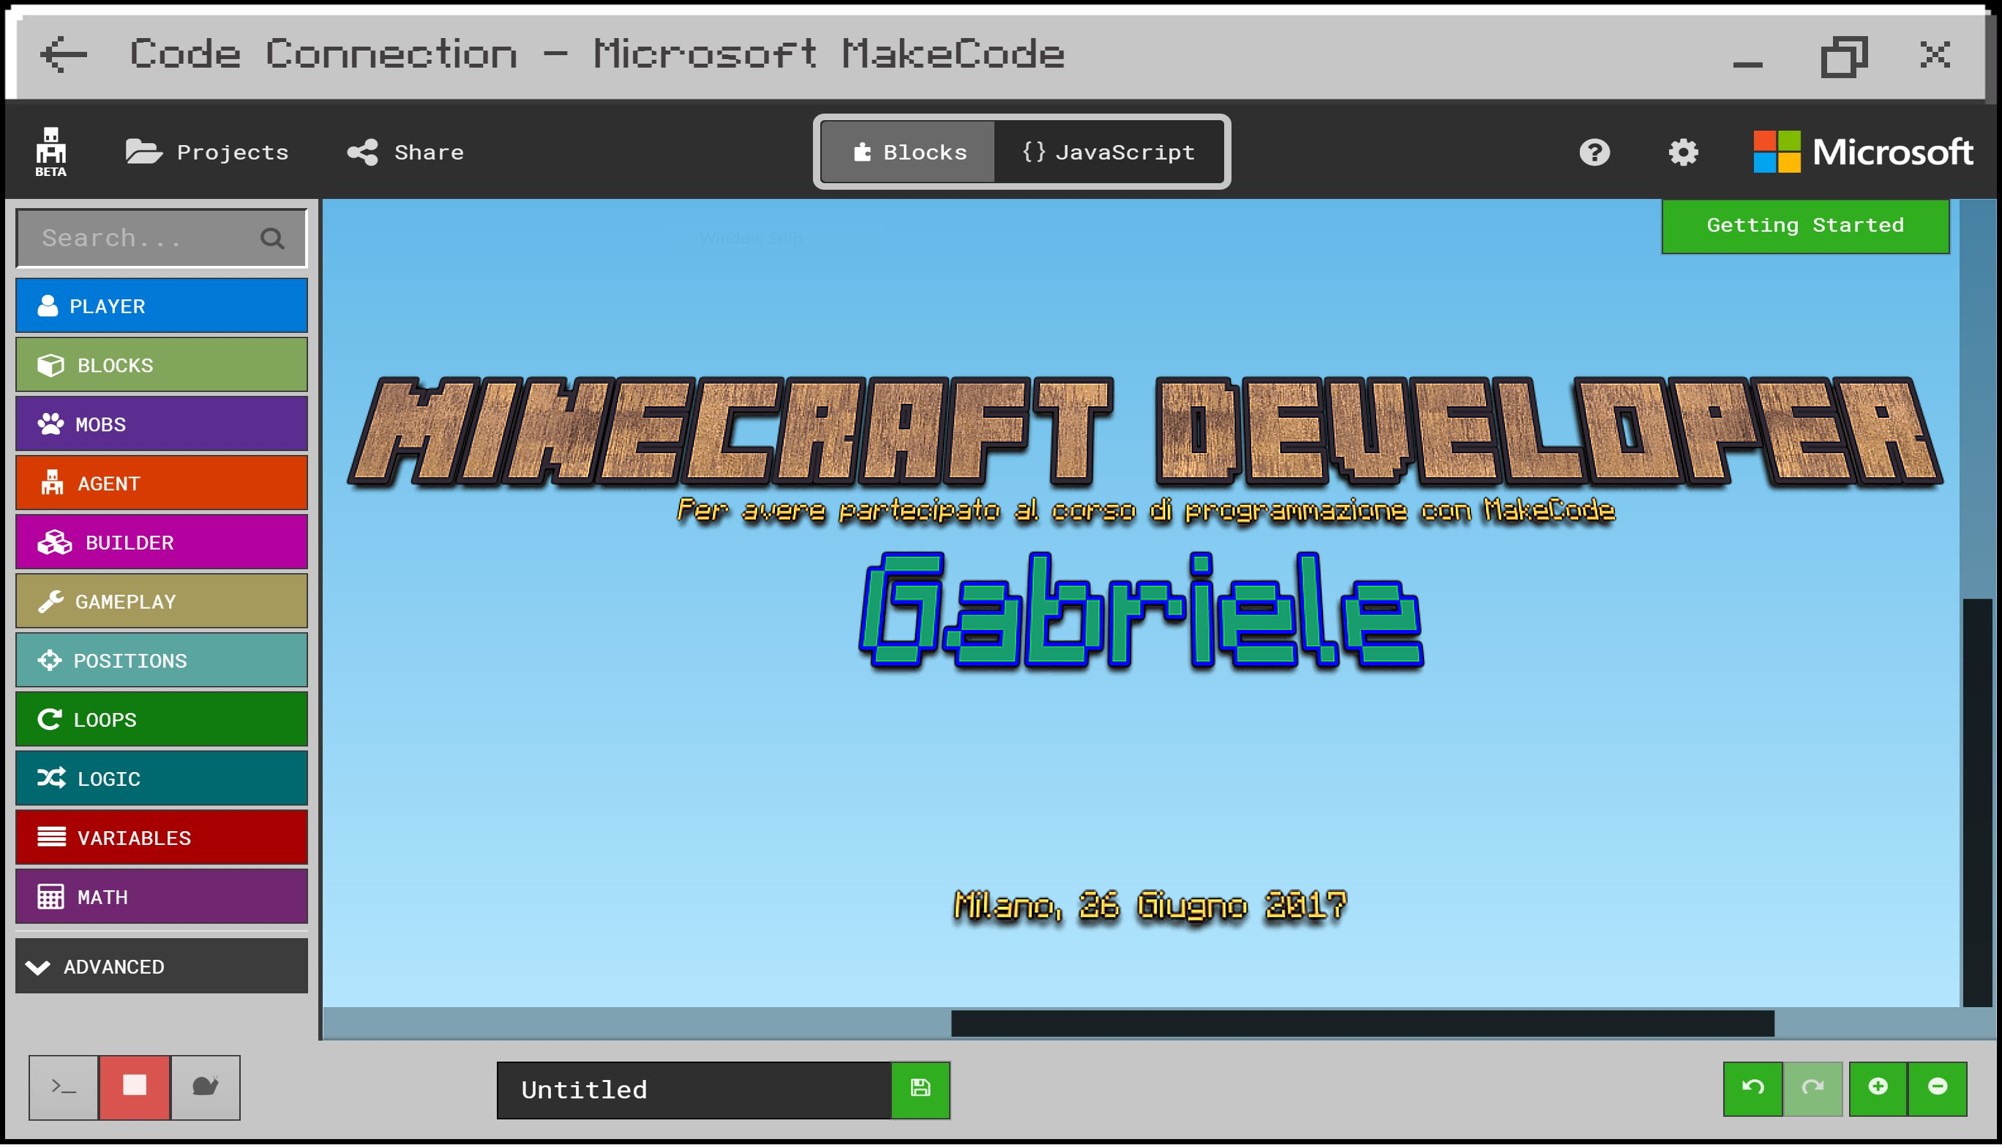 Code Connection - Microsoft MakeCode
BETA
Projects
Share
Blocks
{} JavaScript
Microsoft
Search...
Getting Started
Window Snip
PLAYER
BLOCKS
MOBS
AGENT
BUILDER
GAMEPLAY
POSITIONS
LOOPS
LOGIC
VARIABLES
MATH
ADVANCED
MINECRAFT DEVELOPER
Per avere partecipato al corso di programmazione con MakeCode
Gabriele
Milano, 26 Giugno 2017
>_
Untitled